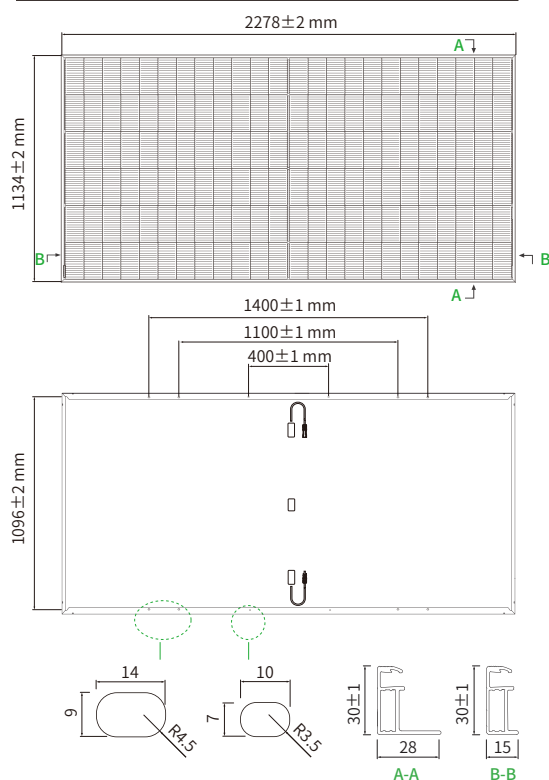 2278±2 mm
A
1134±2 mm
B
B
A
1400±1 mm
1100±1 mm
400±1 mm
1096±2 mm
14
9
R4.5
10
7
R3.5
30±1
28
A-A
30±1
15
B-B